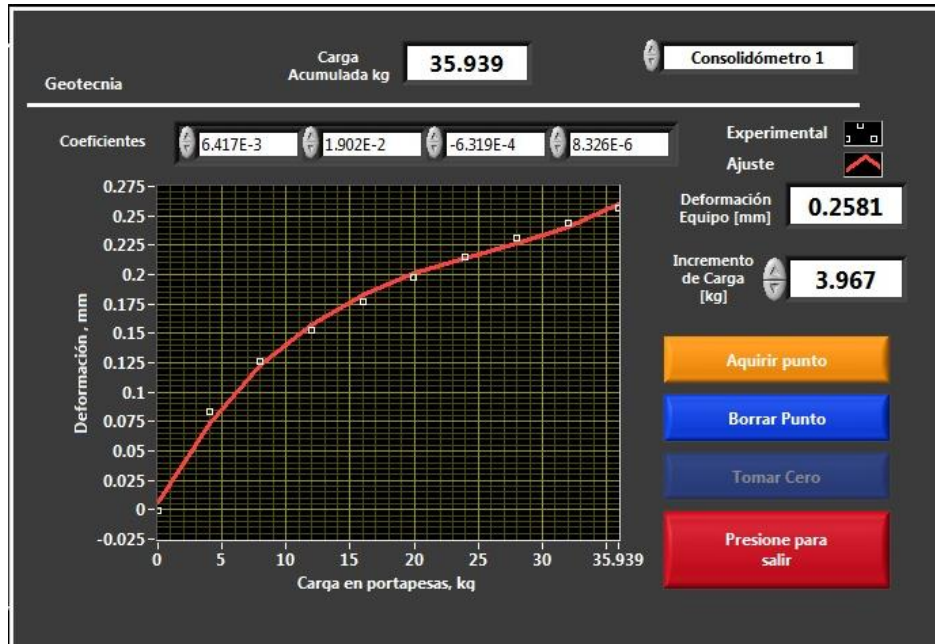 Carga
Acumulada kg
35.939
Consolidómetro 1
Geotecnia
Coeficientes
6.417E-3
1.902E-2
-6.319E-4
8.326E-6
Experimental
Ajuste
Deformación
Equipo [mm]
0.2581
Incremento
de Carga
[kg]
3.967
Aquirir punto
Borrar Punto
Tomar Cero
Presione para
salir
Deformación , mm
0.275
0.25
0.225
0.2
0.175
0.15
0.125
0.1
0.075
0.05
0.025
0
-0.025
0 5 10 15 20 25 30 35.939
Carga en portapesas, kg